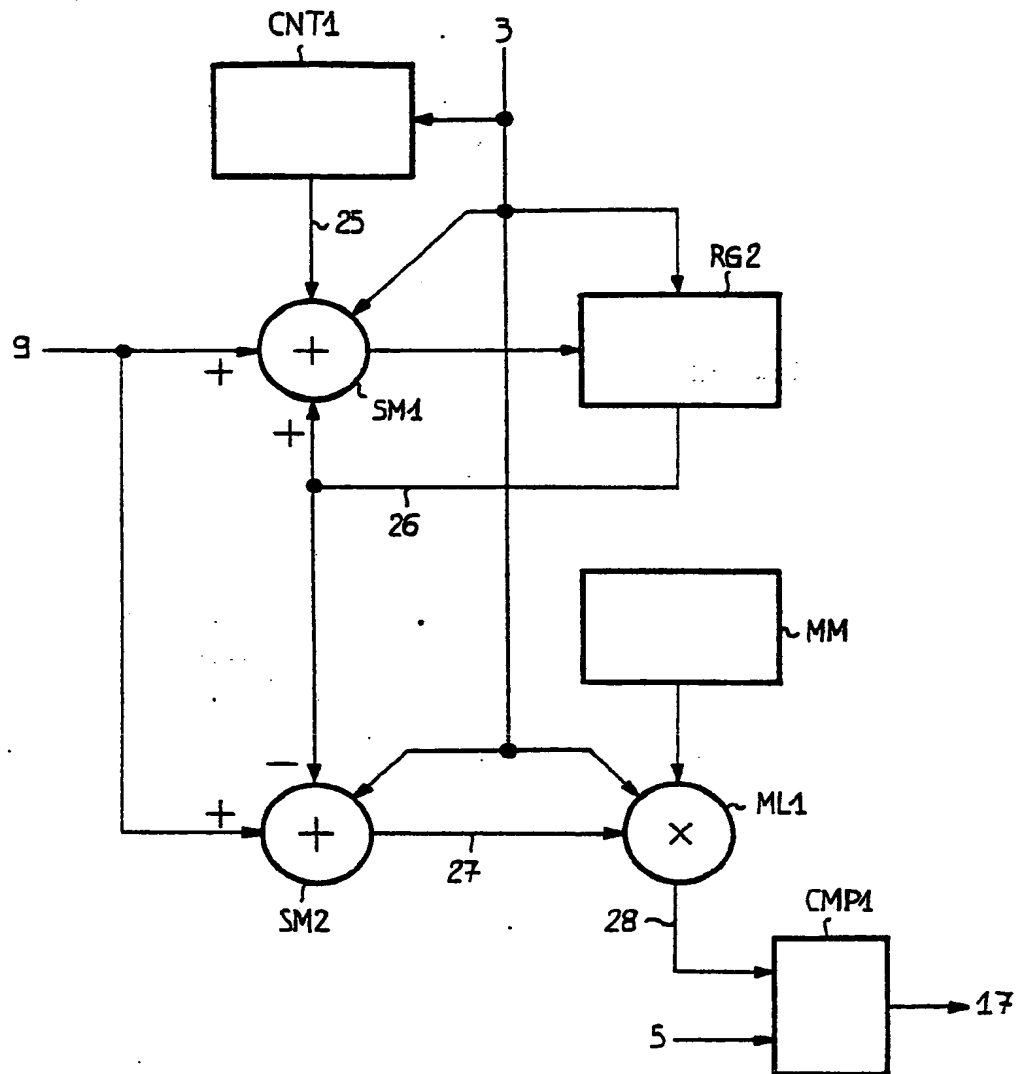 CNT1
3
25
RG2
9
+
+
SM1
+
26
MM
−
+
+
×
ML1
27
SM2
28
CMP1
5
17